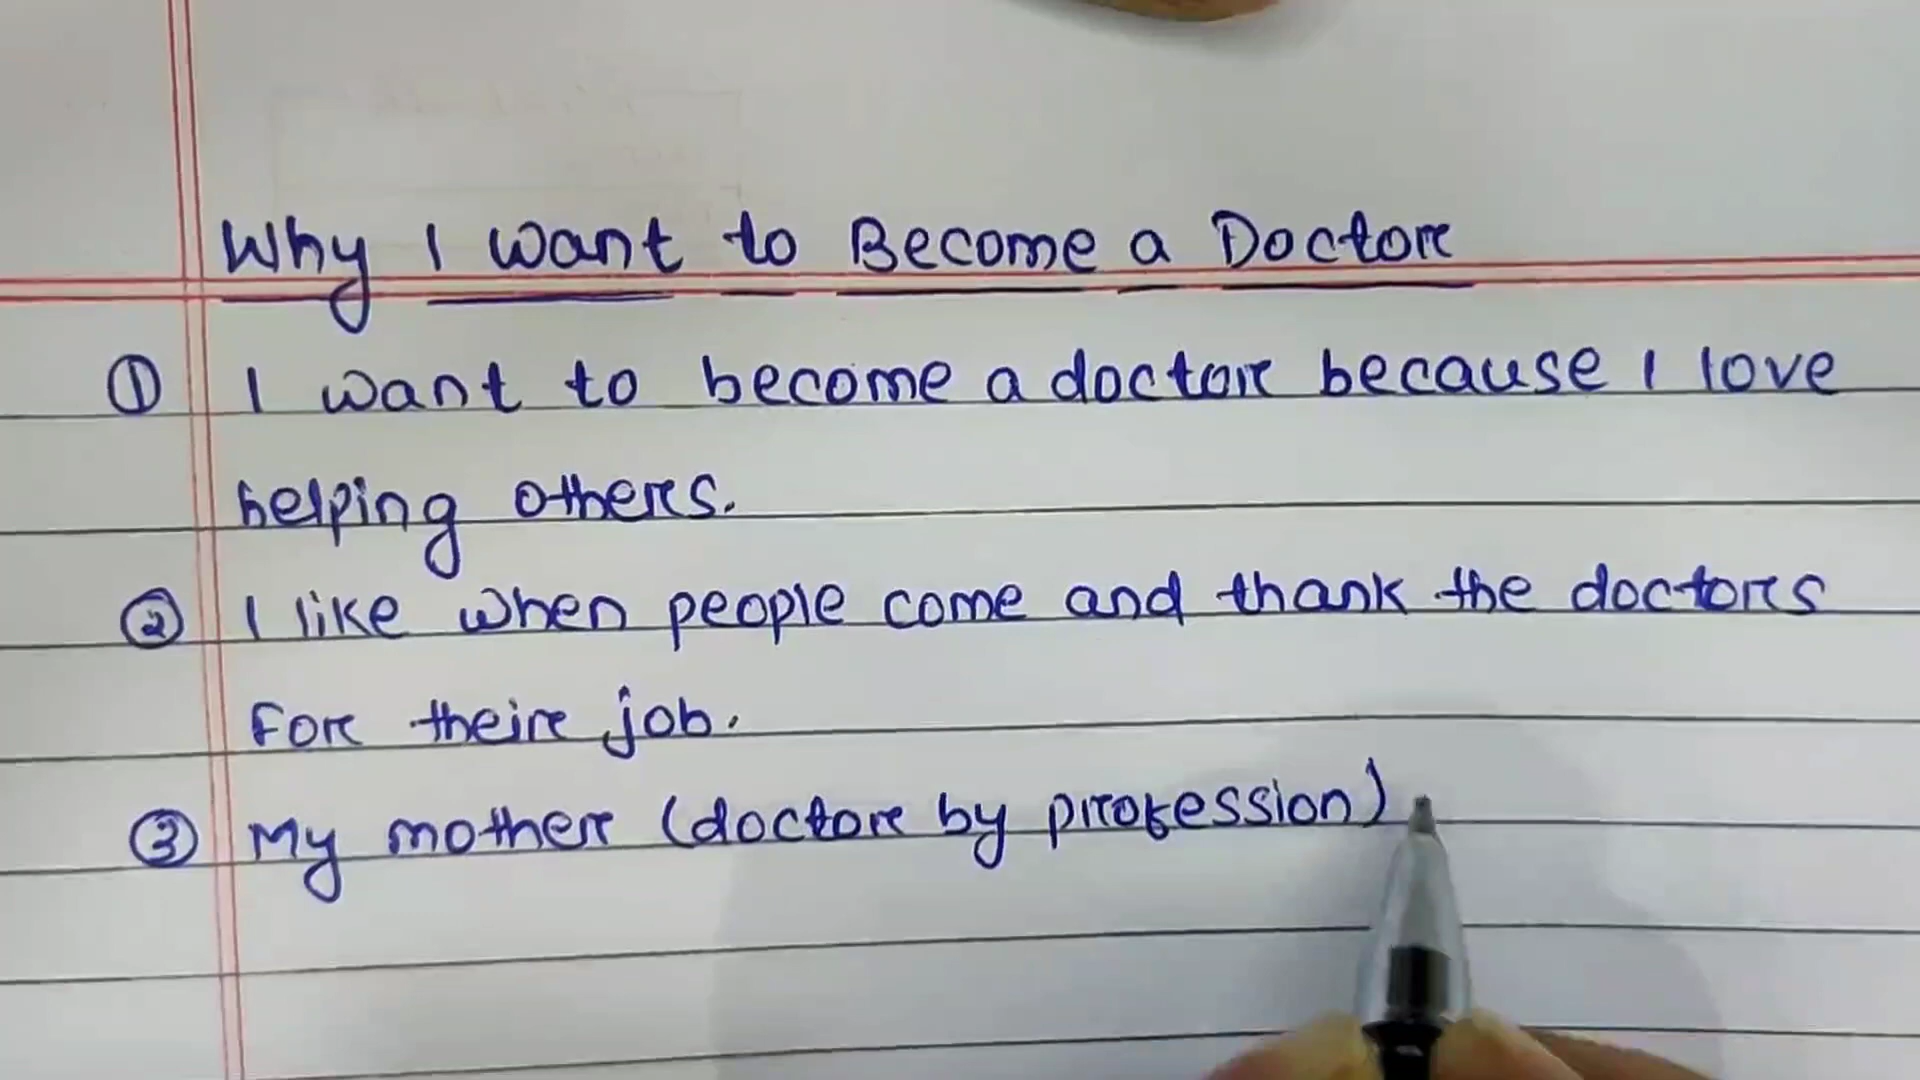 Why I want to Become a Doctor
① I want to become a doctor because I love
helping others.
② I like when people come and thank the doctors
For their job.
③ My mother (doctor by profession)